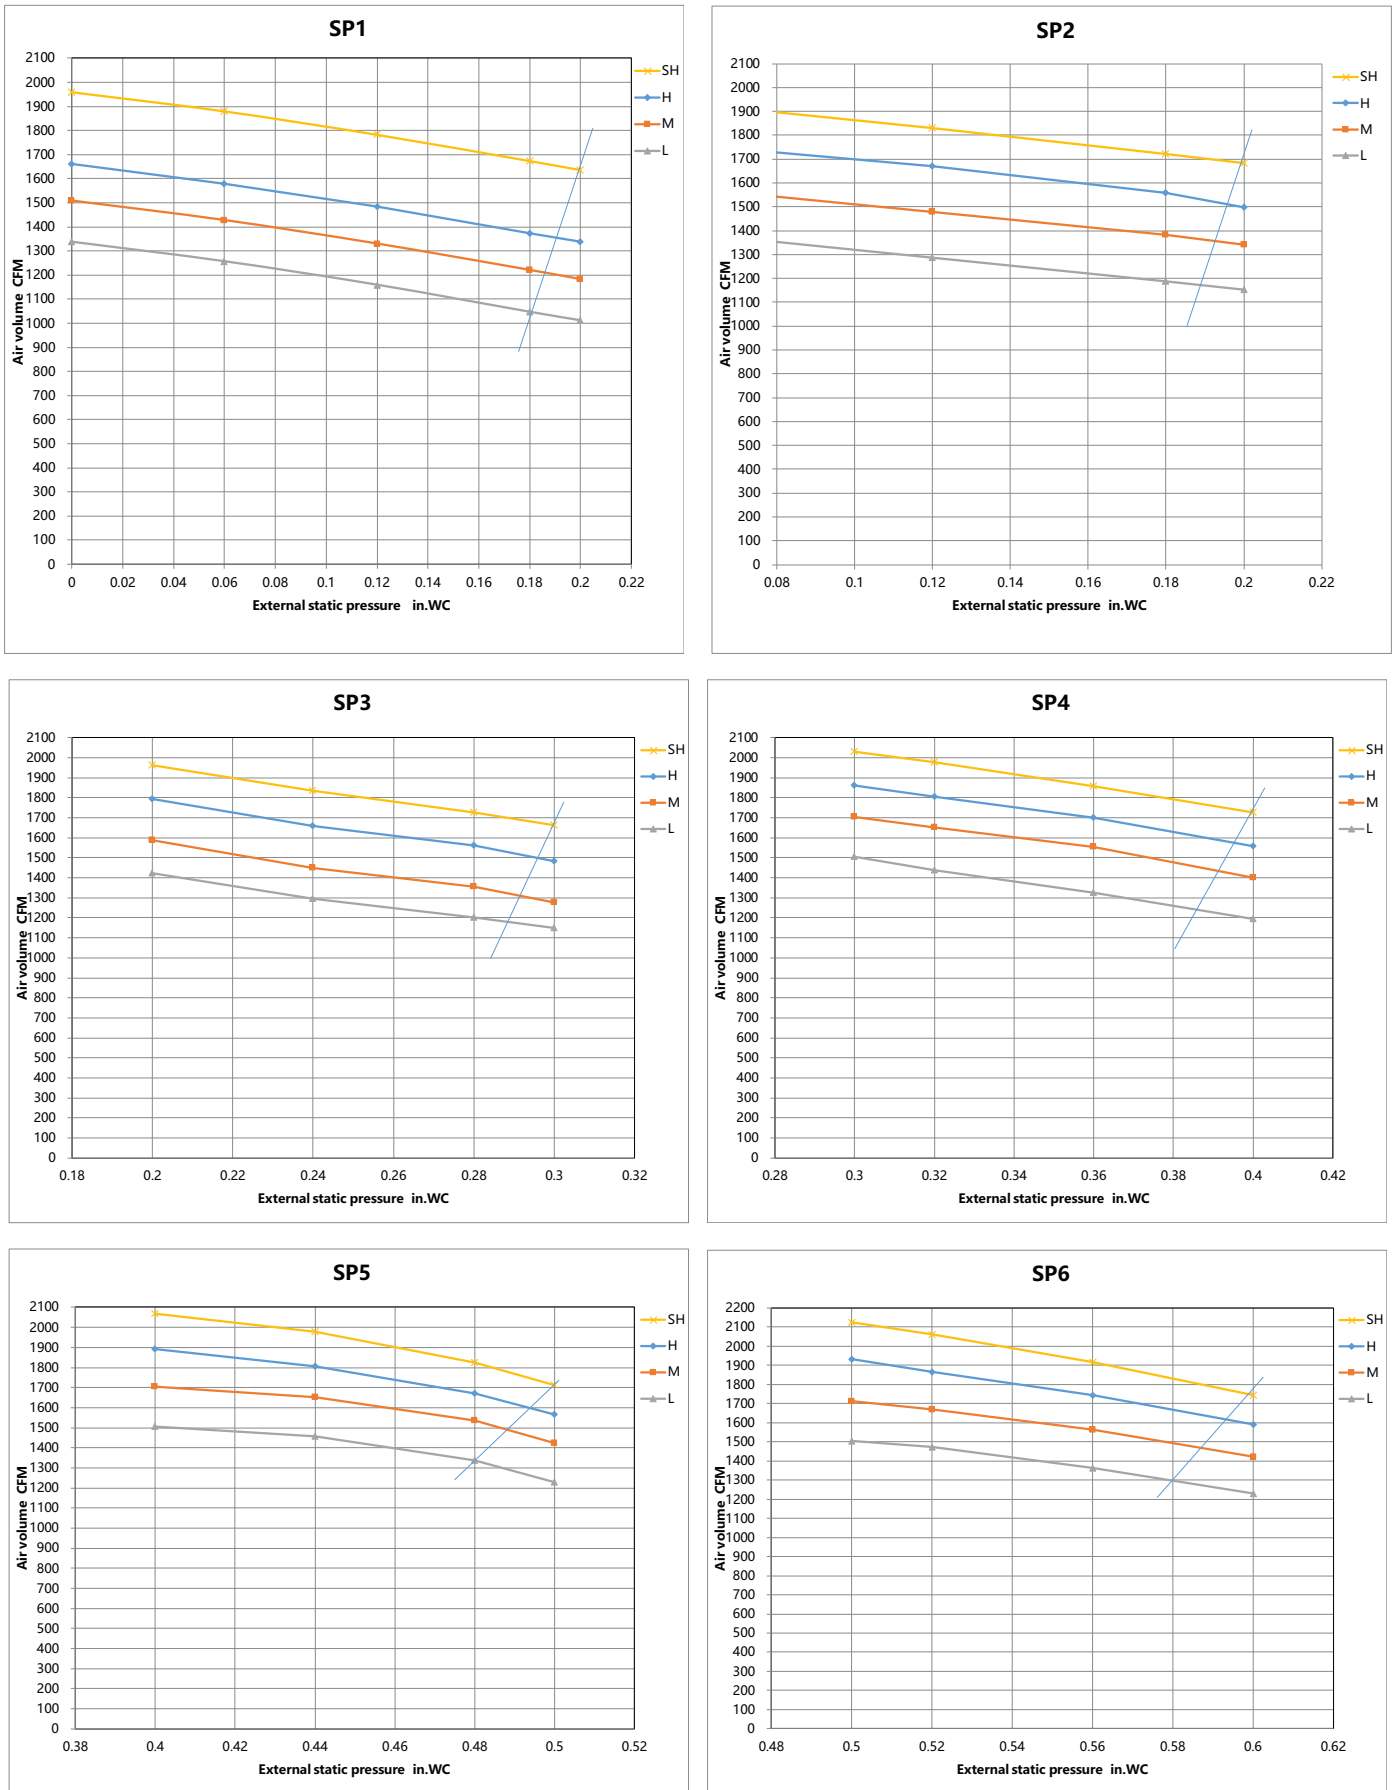 SP1
2100
2000
1900
1800
1700
1600
1500
1400
1300
1200
1100
1000
900
800
700
600
500
400
300
200
100
0
Air volume CFM
0 0.02 0.04 0.06 0.08 0.1 0.12 0.14 0.16 0.18 0.2 0.22
External static pressure in.WC
SH
H
M
L
SP2
2100
2000
1900
1800
1700
1600
1500
1400
1300
1200
1100
1000
900
800
700
600
500
400
300
200
100
0
Air volume CFM
0.08 0.1 0.12 0.14 0.16 0.18 0.2 0.22
External static pressure in.WC
SH
H
M
L
SP3
2100
2000
1900
1800
1700
1600
1500
1400
1300
1200
1100
1000
900
800
700
600
500
400
300
200
100
0
Air volume CFM
0.18 0.2 0.22 0.24 0.26 0.28 0.3 0.32
External static pressure in.WC
SH
H
M
L
SP4
2100
2000
1900
1800
1700
1600
1500
1400
1300
1200
1100
1000
900
800
700
600
500
400
300
200
100
0
Air volume CFM
0.28 0.3 0.32 0.34 0.36 0.38 0.4 0.42
External static pressure in.WC
SH
H
M
L
SP5
2100
2000
1900
1800
1700
1600
1500
1400
1300
1200
1100
1000
900
800
700
600
500
400
300
200
100
0
Air volume CFM
0.38 0.4 0.42 0.44 0.46 0.48 0.5 0.52
External static pressure in.WC
SH
H
M
L
SP6
2200
2100
2000
1900
1800
1700
1600
1500
1400
1300
1200
1100
1000
900
800
700
600
500
400
300
200
100
0
Air volume CFM
0.48 0.5 0.52 0.54 0.56 0.58 0.6 0.62
External static pressure in.WC
SH
H
M
L